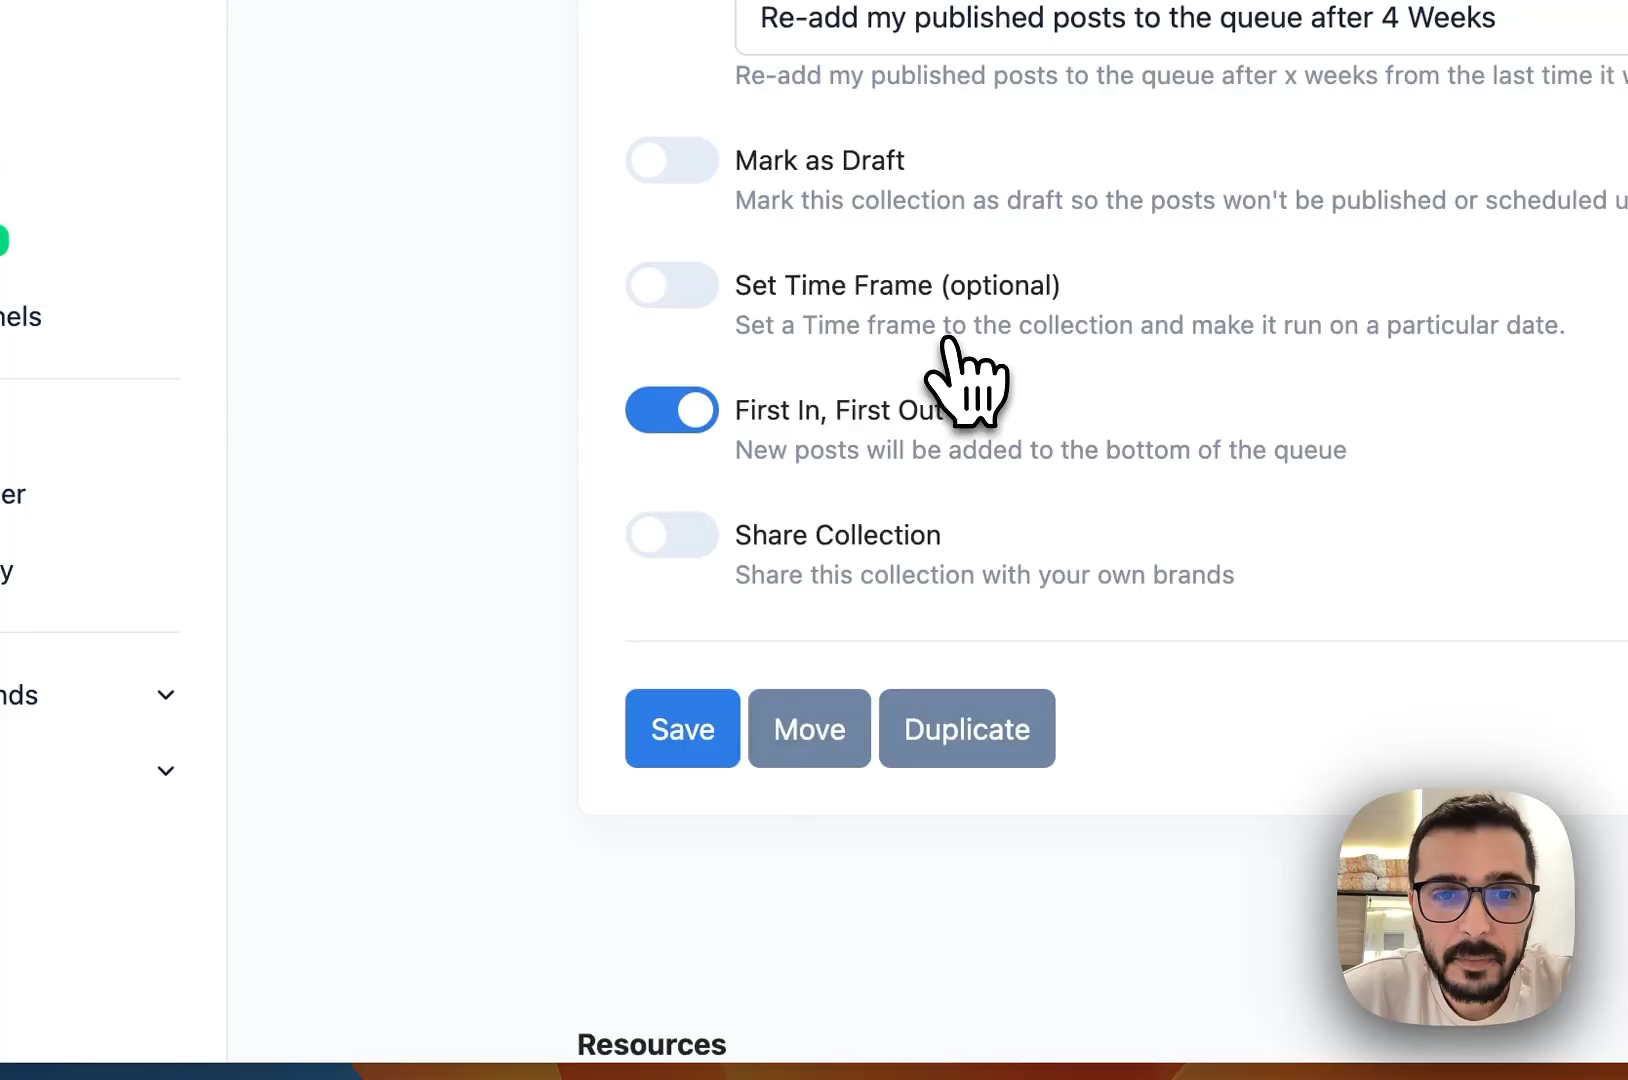 Re-add my published posts to the queue after 4 Weeks
Re-add my published posts to the queue after x weeks from the last time it
Mark as Draft
Mark this collection as draft so the posts won't be published or scheduled
Set Time Frame (optional)
nels
Set a Time frame to the collection and make it run on a particular date.
First In, First Out
New posts will be added to the bottom of the queue
er
Share Collection
y
Share this collection with your own brands
nds
Save
Move
Duplicate
Resources